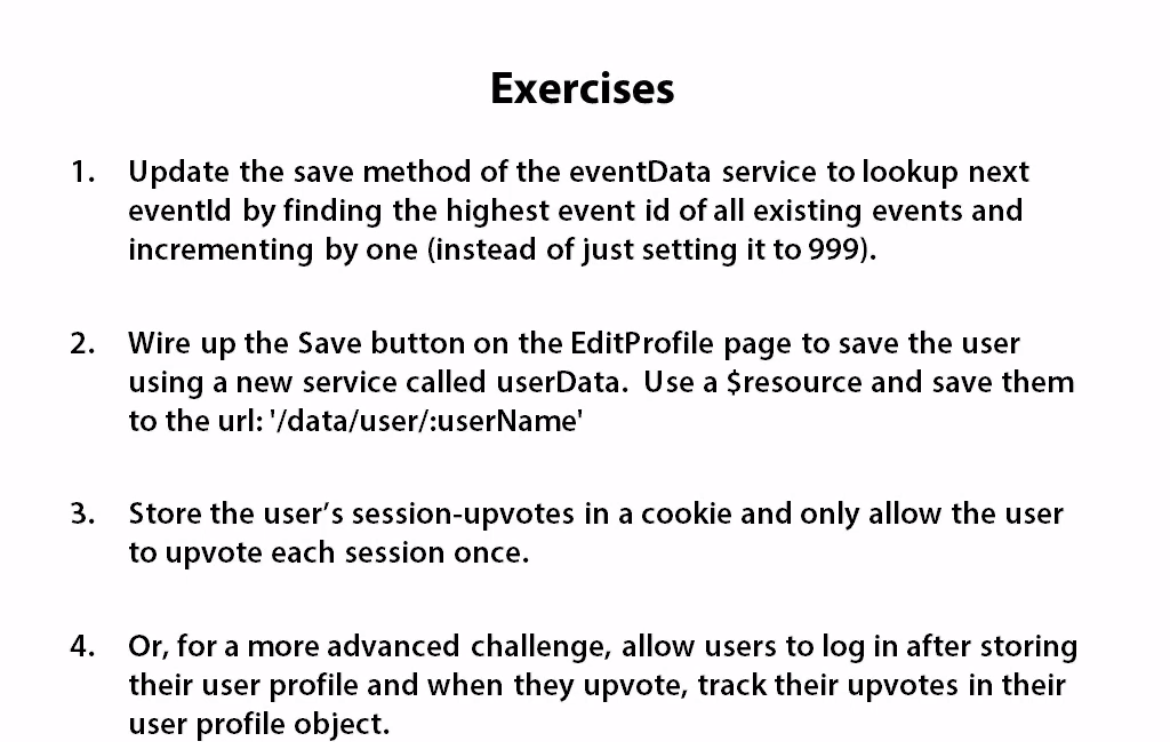 Exercises
1. Update the save method of the eventData service to lookup next
eventId by finding the highest event id of all existing events and
incrementing by one (instead of just setting it to 999).
2. Wire up the Save button on the EditProfile page to save the user
using a new service called userData.  Use a $resource and save them
to the url: '/data/user/:userName'
3. Store the user’s session-upvotes in a cookie and only allow the user
to upvote each session once.
4. Or, for a more advanced challenge, allow users to log in after storing
their user profile and when they upvote, track their upvotes in their
user profile object.